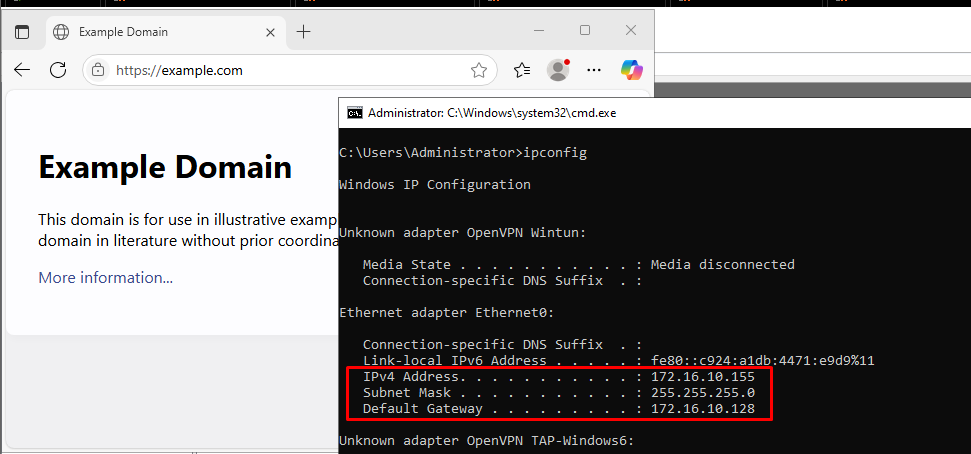 Example Domain
https://example.com
Example Domain
This domain is for use in illustrative examp
domain in literature without prior coordina
More information...
Administrator: C:\Windows\system32\cmd.exe
C:\Users\Administrator>ipconfig
Windows IP Configuration
Unknown adapter OpenVPN Wintun:
Media State . . . . . . . . . . . : Media disconnected
Connection-specific DNS Suffix  . :
Ethernet adapter Ethernet0:
Connection-specific DNS Suffix  . :
Link-local IPv6 Address . . . . . : fe80::c924:a1db:4471:e9d9%11
IPv4 Address. . . . . . . . . . . : 172.16.10.155
Subnet Mask . . . . . . . . . . . : 255.255.255.0
Default Gateway . . . . . . . . . : 172.16.10.128
Unknown adapter OpenVPN TAP-Windows6: